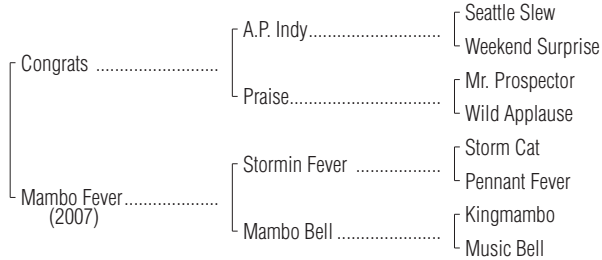 Seattle Slew
A.P. Indy........................................
Weekend Surprise
Congrats .....................................
Mr. Prospector
Praise..............................................
Wild Applause
Storm Cat
Stormin Fever .........................
Pennant Fever
Mambo Fever............................
(2007)
Kingmambo
Mambo Bell ...............................
Music Bell